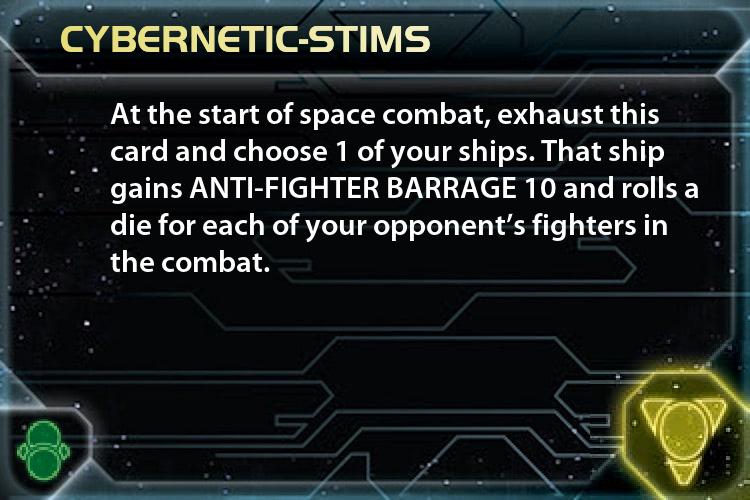 CYBERNETIC-STIMS
At the start of space combat, exhaust this
card and choose 1 of your ships. That ship
gains ANTI-FIGHTER BARRAGE 10 and rolls a
die for each of your opponent’s fighters in
the combat.